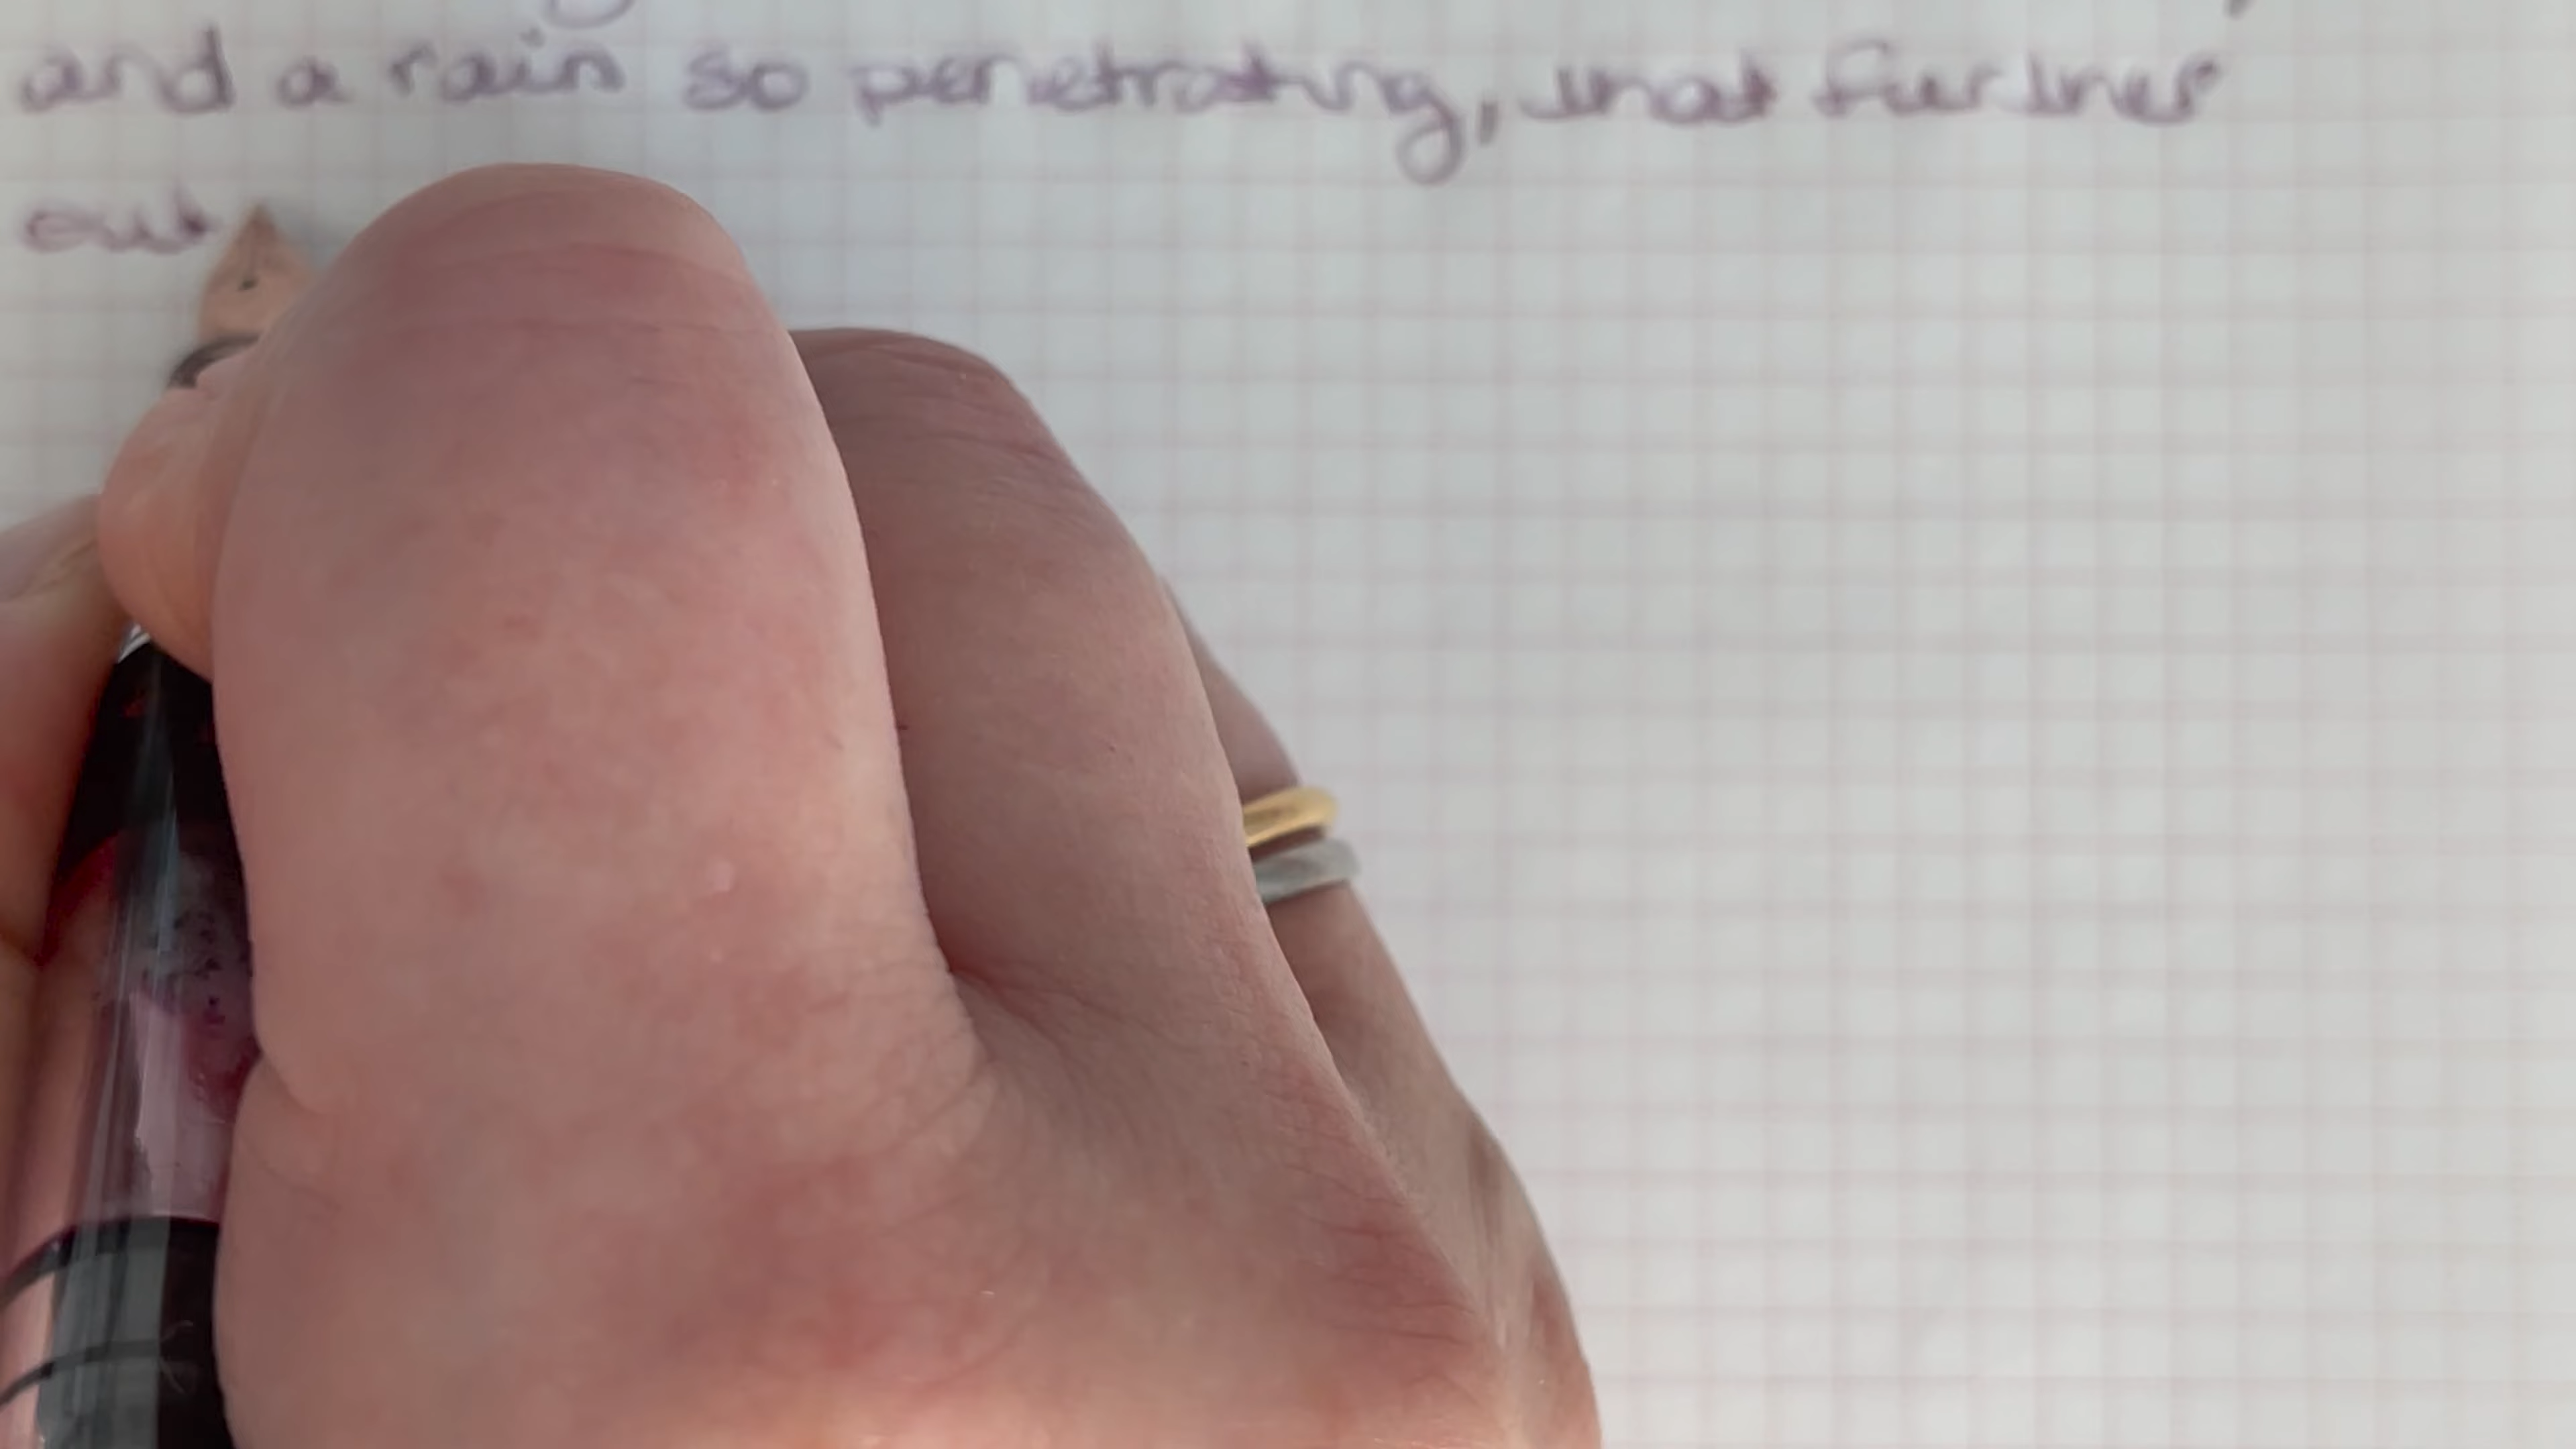 and a rain so penetrating, that further
out